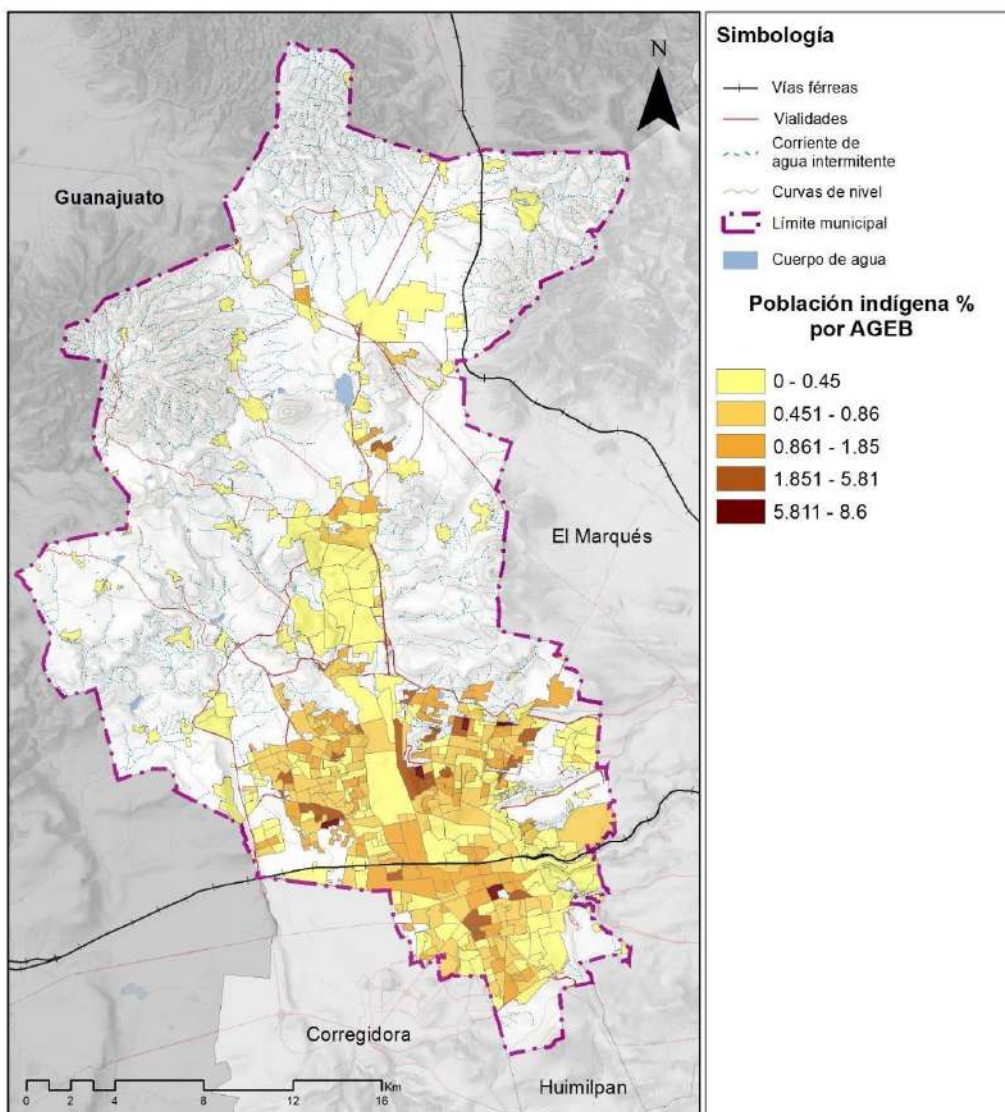 N
Guanajuato
El Marqués
Corregidora
Huimilpan
Km
0 2 4 8 12 16
Simbología
Vías férreas
Vialidades
Corriente de
agua intermitente
Curvas de nivel
Límite municipal
Cuerpo de agua
Población indígena %
por AGEB
0 - 0.45
0.451 - 0.86
0.861 - 1.85
1.851 - 5.81
5.811 - 8.6